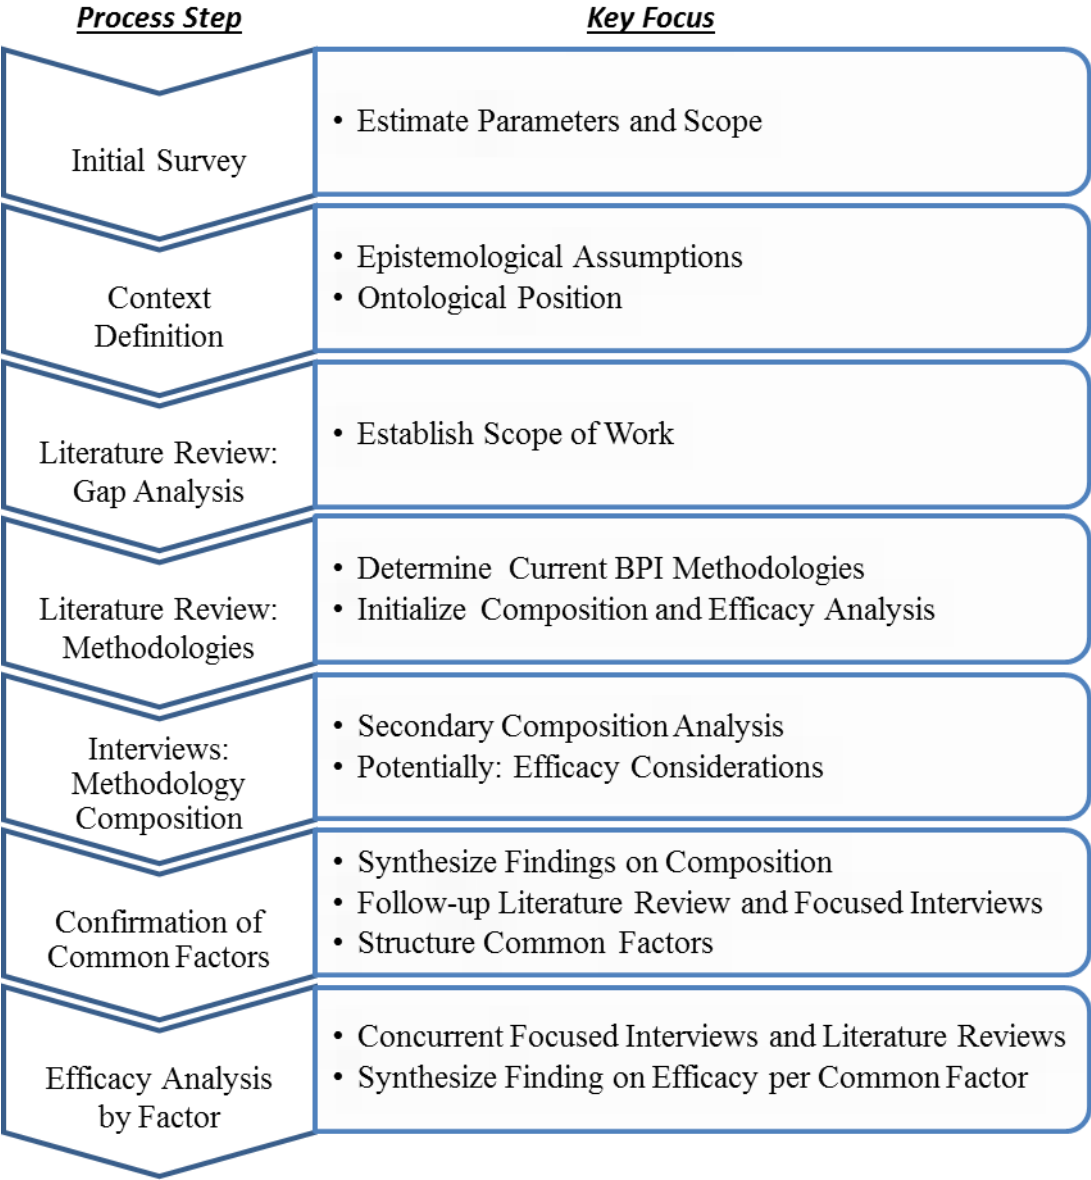 Process Step
Key Focus
Initial Survey
• Estimate Parameters and Scope
Context
Definition
• Epistemological Assumptions
• Ontological Position
Literature Review:
Gap Analysis
• Establish Scope of Work
Literature Review:
Methodologies
• Determine Current BPI Methodologies
• Initialize Composition and Efficacy Analysis
Interviews:
Methodology
Composition
• Secondary Composition Analysis
• Potentially: Efficacy Considerations
Confirmation of
Common Factors
• Synthesize Findings on Composition
• Follow-up Literature Review and Focused Interviews
• Structure Common Factors
Efficacy Analysis
by Factor
• Concurrent Focused Interviews and Literature Reviews
• Synthesize Finding on Efficacy per Common Factor